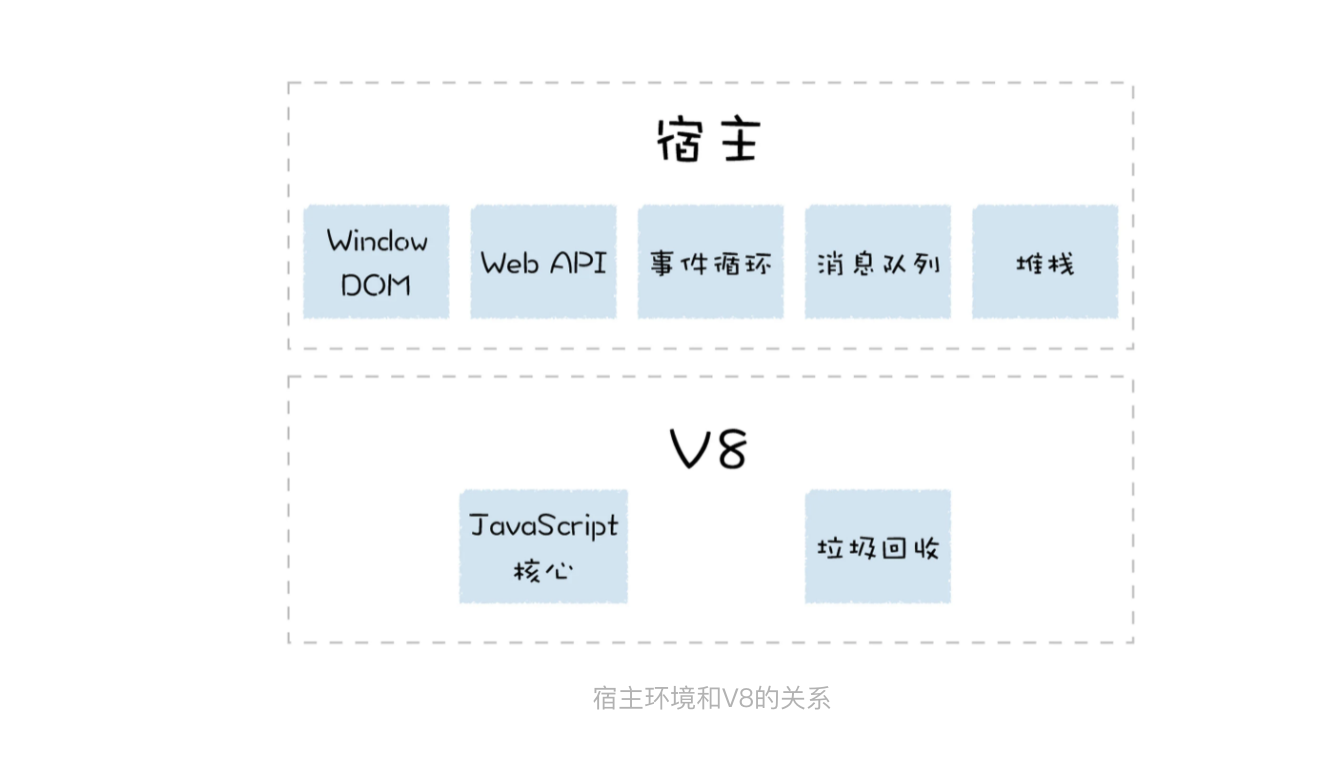 宿主
Window
DOM
Web API
事件循环
消息队列
堆栈
V8
JavaScript
核心
垃圾回收
宿主环境和V8的关系